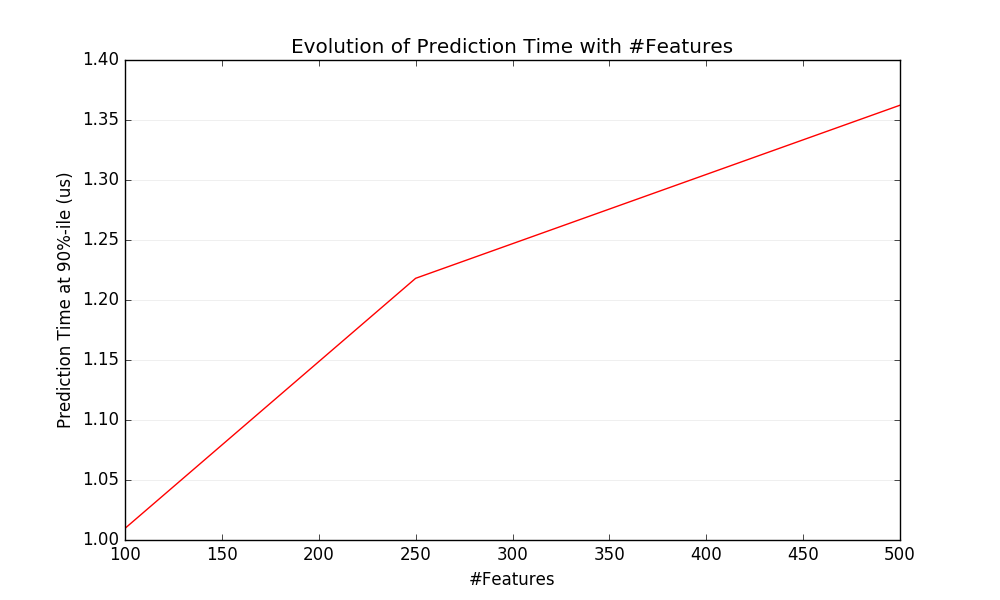 Evolution of Prediction Time with #Features
Prediction Time at 90%-ile (us)
1.40
1.35
1.30
1.25
1.20
1.15
1.10
1.05
1.00
100 150 200 250 300 350 400 450 500
#Features